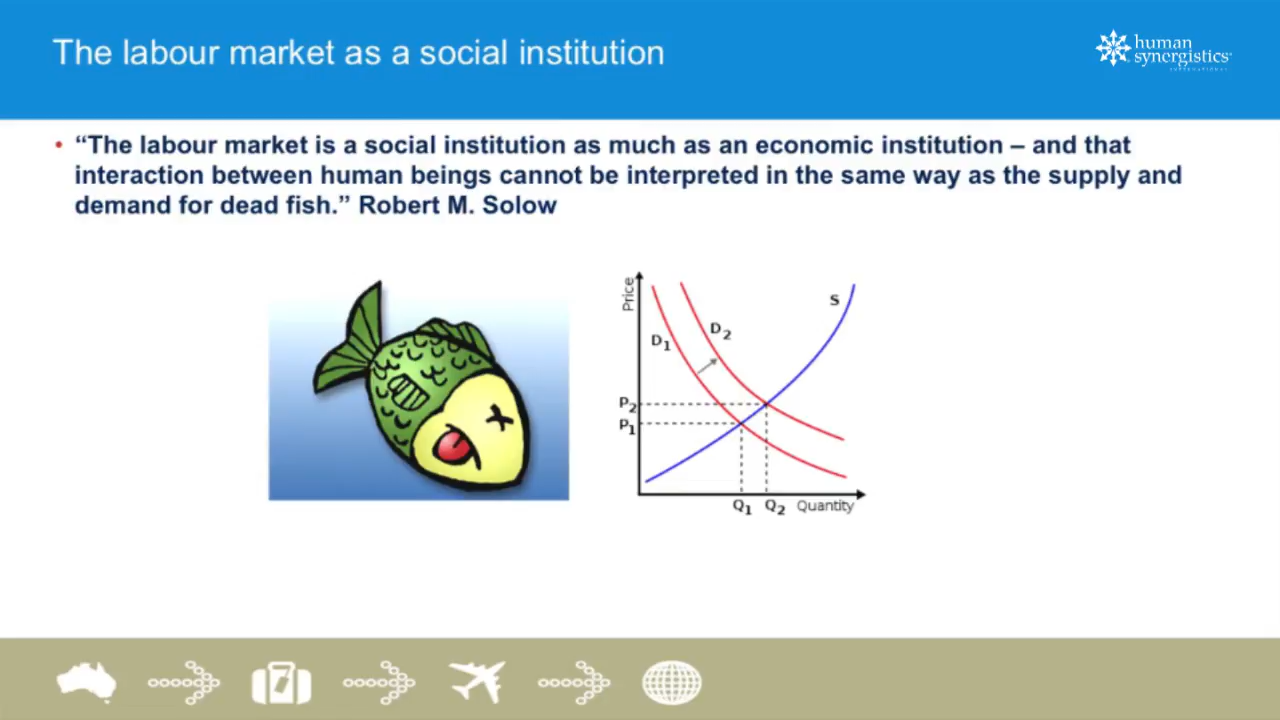 The labour market as a social institution
human
synergistics
INTERNATIONAL
• “The labour market is a social institution as much as an economic institution – and that
interaction between human beings cannot be interpreted in the same way as the supply and
demand for dead fish.” Robert M. Solow
Price
S
D1
D2
P2
P1
Q1
Q2
Quantity
7